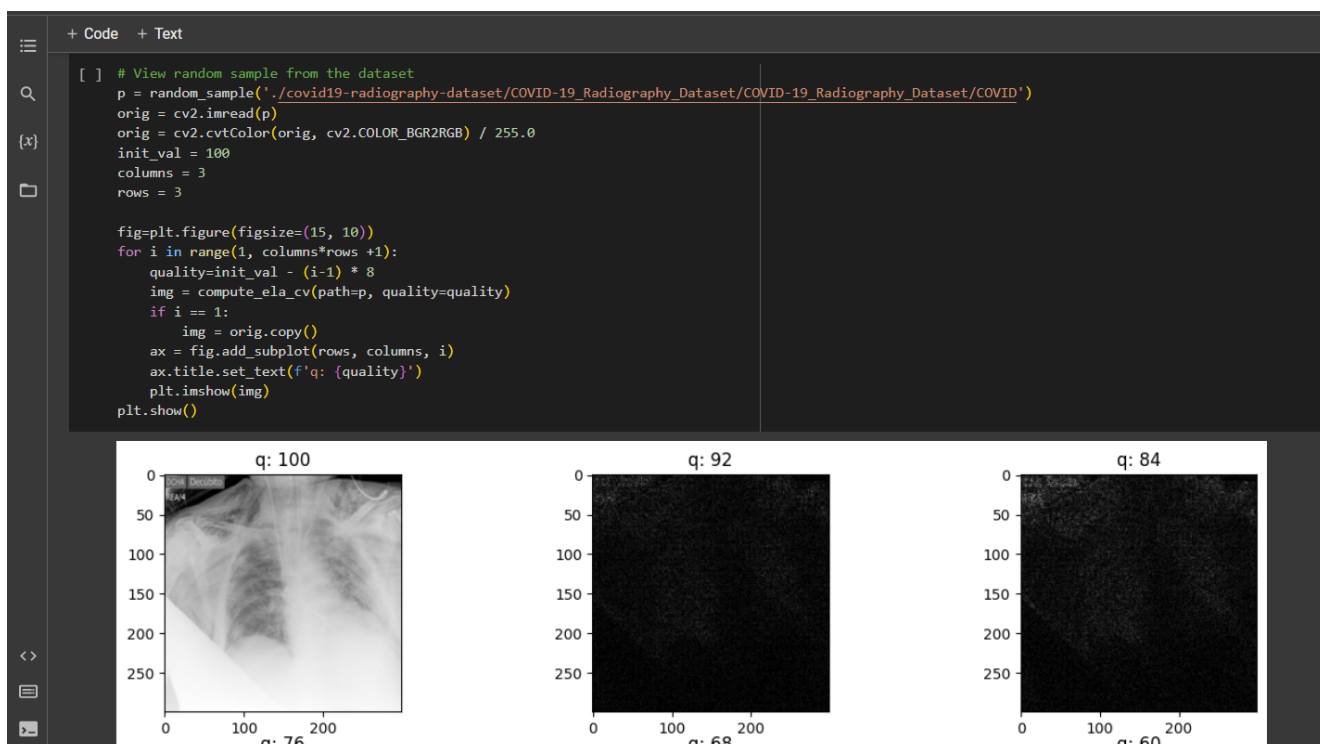 + Code + Text
[ ] # View random sample from the dataset
p = random_sample('./covid19-radiography-dataset/COVID-19_Radiography_Dataset/COVID-19_Radiography_Dataset/COVID')
orig = cv2.imread(p)
{x} orig = cv2.cvtColor(orig, cv2.COLOR_BGR2RGB) / 255.0
init_val = 100
columns = 3
rows = 3
fig=plt.figure(figsize=(15, 10))
for i in range(1, columns*rows +1):
    quality=init_val - (i-1) * 8
    img = compute_ela_cv(path=p, quality=quality)
    if i == 1:
        img = orig.copy()
    ax = fig.add_subplot(rows, columns, i)
    ax.title.set_text(f'q: {quality}')
    plt.imshow(img)
plt.show()
q: 100 q: 92 q: 84
0 0 0
Decubito
50 50 50
100 100 100
150 150 150
200 200 200
250 250 250
0 100 200 0 100 200 0 100 200
q: 76 q: 68 q: 60